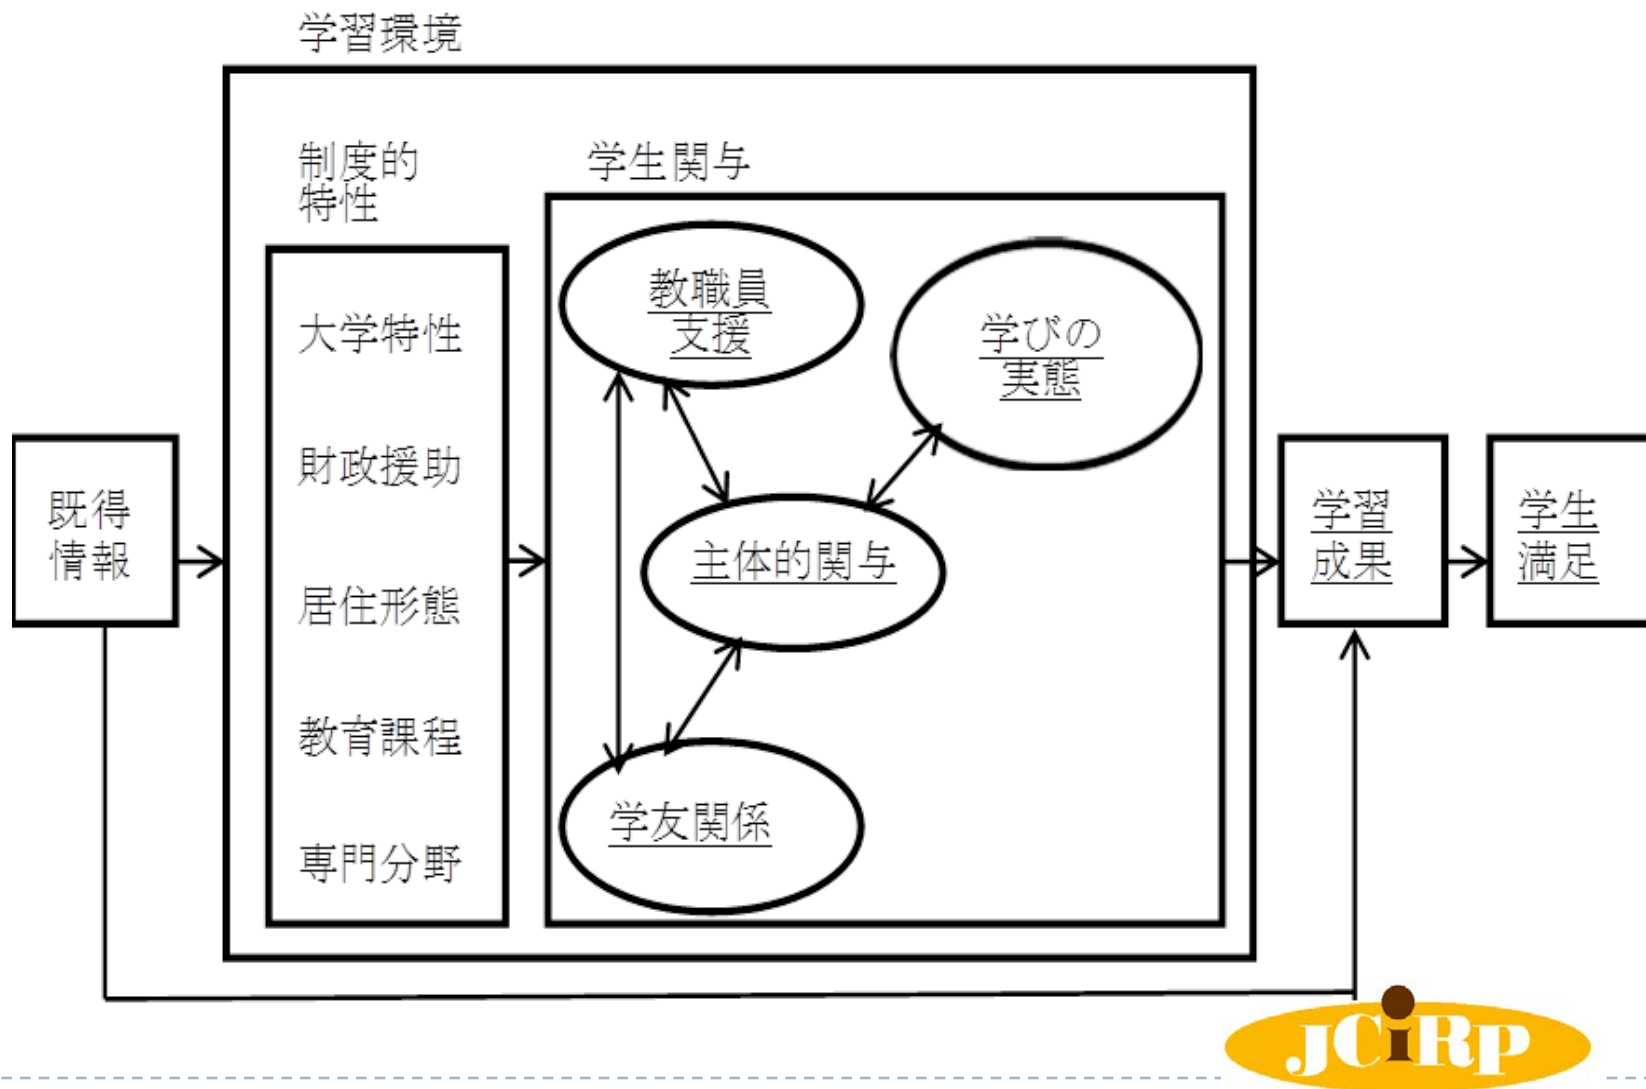 学習環境
制度的
特性
学生関与
大学特性
財政援助
居住形態
教育課程
専門分野
教職員
支援
学びの
実態
主体的関与
学友関係
既得
情報
学習
成果
学生
満足
JCiRP